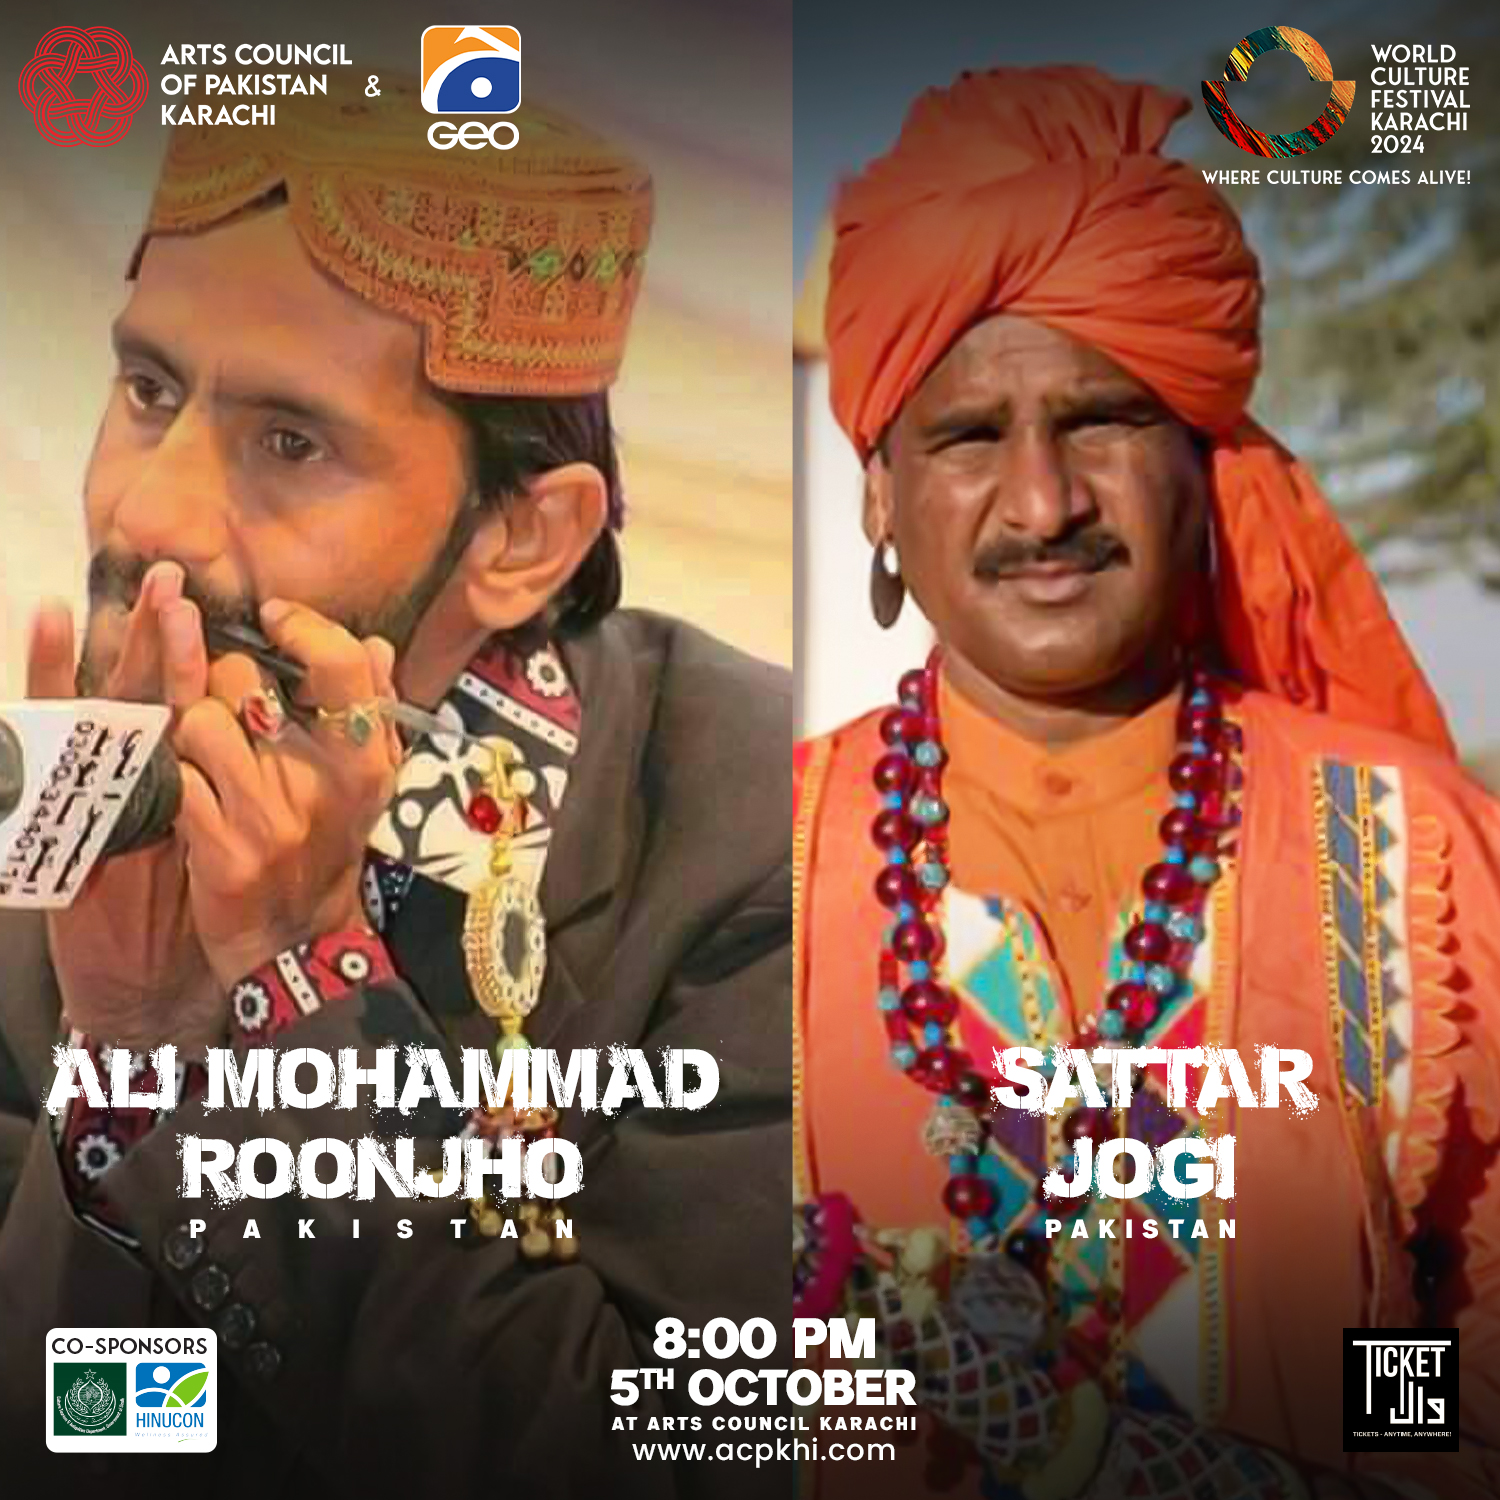 ARTS COUNCIL
OF PAKISTAN
KARACHI
&
GEO
WORLD
CULTURE
FESTIVAL
KARACHI
2024
WHERE CULTURE COMES ALIVE!
ALI MOHAMMAD
ROONJHO
PAKISTAN
SATTAR
JOGI
PAKISTAN
CO-SPONSORS
HINUCON
Wellness Assured
8:00 PM
5TH OCTOBER
AT ARTS COUNCIL KARACHI
www.acpkhi.com
TICKET
والا
TICKETS - ANYTIME, ANYWHERE!